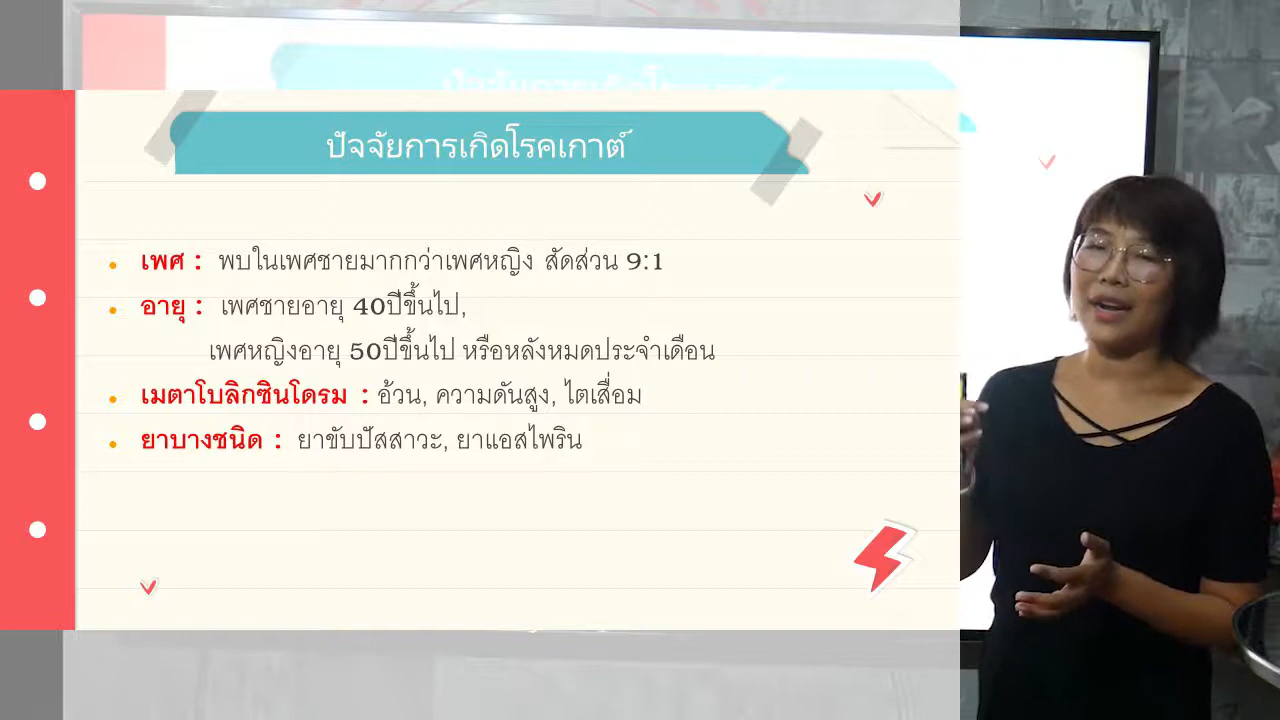 ปัจจัยการเกิดโรคเกาต์
เพศ : พบในเพศชายมากกว่าเพศหญิง สัดส่วน 9:1
อายุ : เพศชายอายุ 40ปีขึ้นไป,
เพศหญิงอายุ 50ปีขึ้นไป หรือหลังหมดประจำเดือน
เมตาโบลิกซินโดรม : อ้วน, ความดันสูง, ไตเสื่อม
ยาบางชนิด : ยาขับปัสสาวะ, ยาแอสไพริน